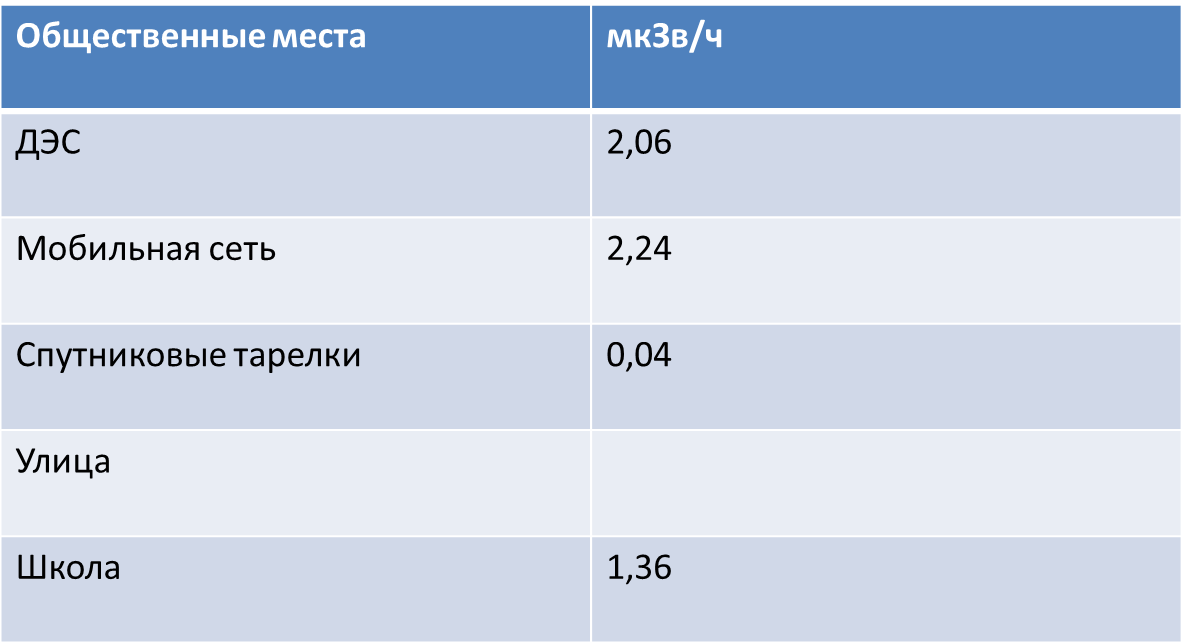 Общественные места
мкЗв/ч
ДЭС
2,06
Мобильная сеть
2,24
Спутниковые тарелки
0,04
Улица
Школа
1,36